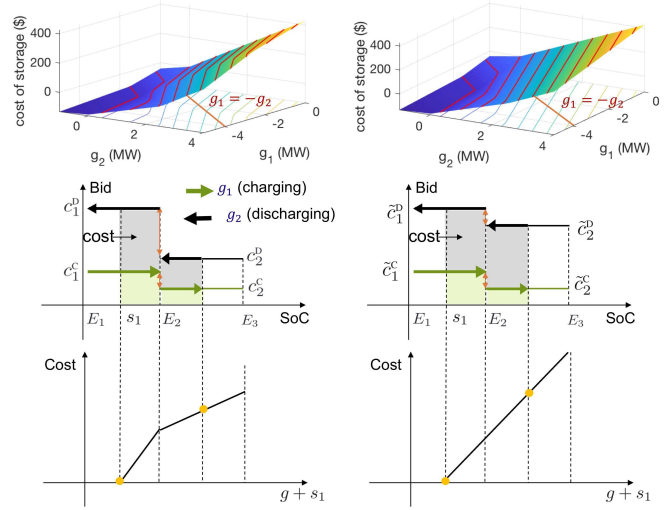 400
200
0
cost of storage ($)
g₁ = −g₂
0
2
4
g₂ (MW)
-4
-2
0
g₁ (MW)
400
200
0
cost of storage ($)
g₁ = −g₂
0
2
4
g₂ (MW)
-4
-2
0
g₁ (MW)
Bid
g₁ (charging)
g₂ (discharging)
c₁ᴰ
cost
c₂ᴰ
c₁ᶜ
c₂ᶜ
E₁ s₁ E₂ E₃
SoC
Bid
c̃₁ᴰ
c̃₂ᴰ
cost
c̃₁ᶜ
c̃₂ᶜ
E₁ s₁ E₂ E₃
SoC
Cost
g + s₁
Cost
g + s₁